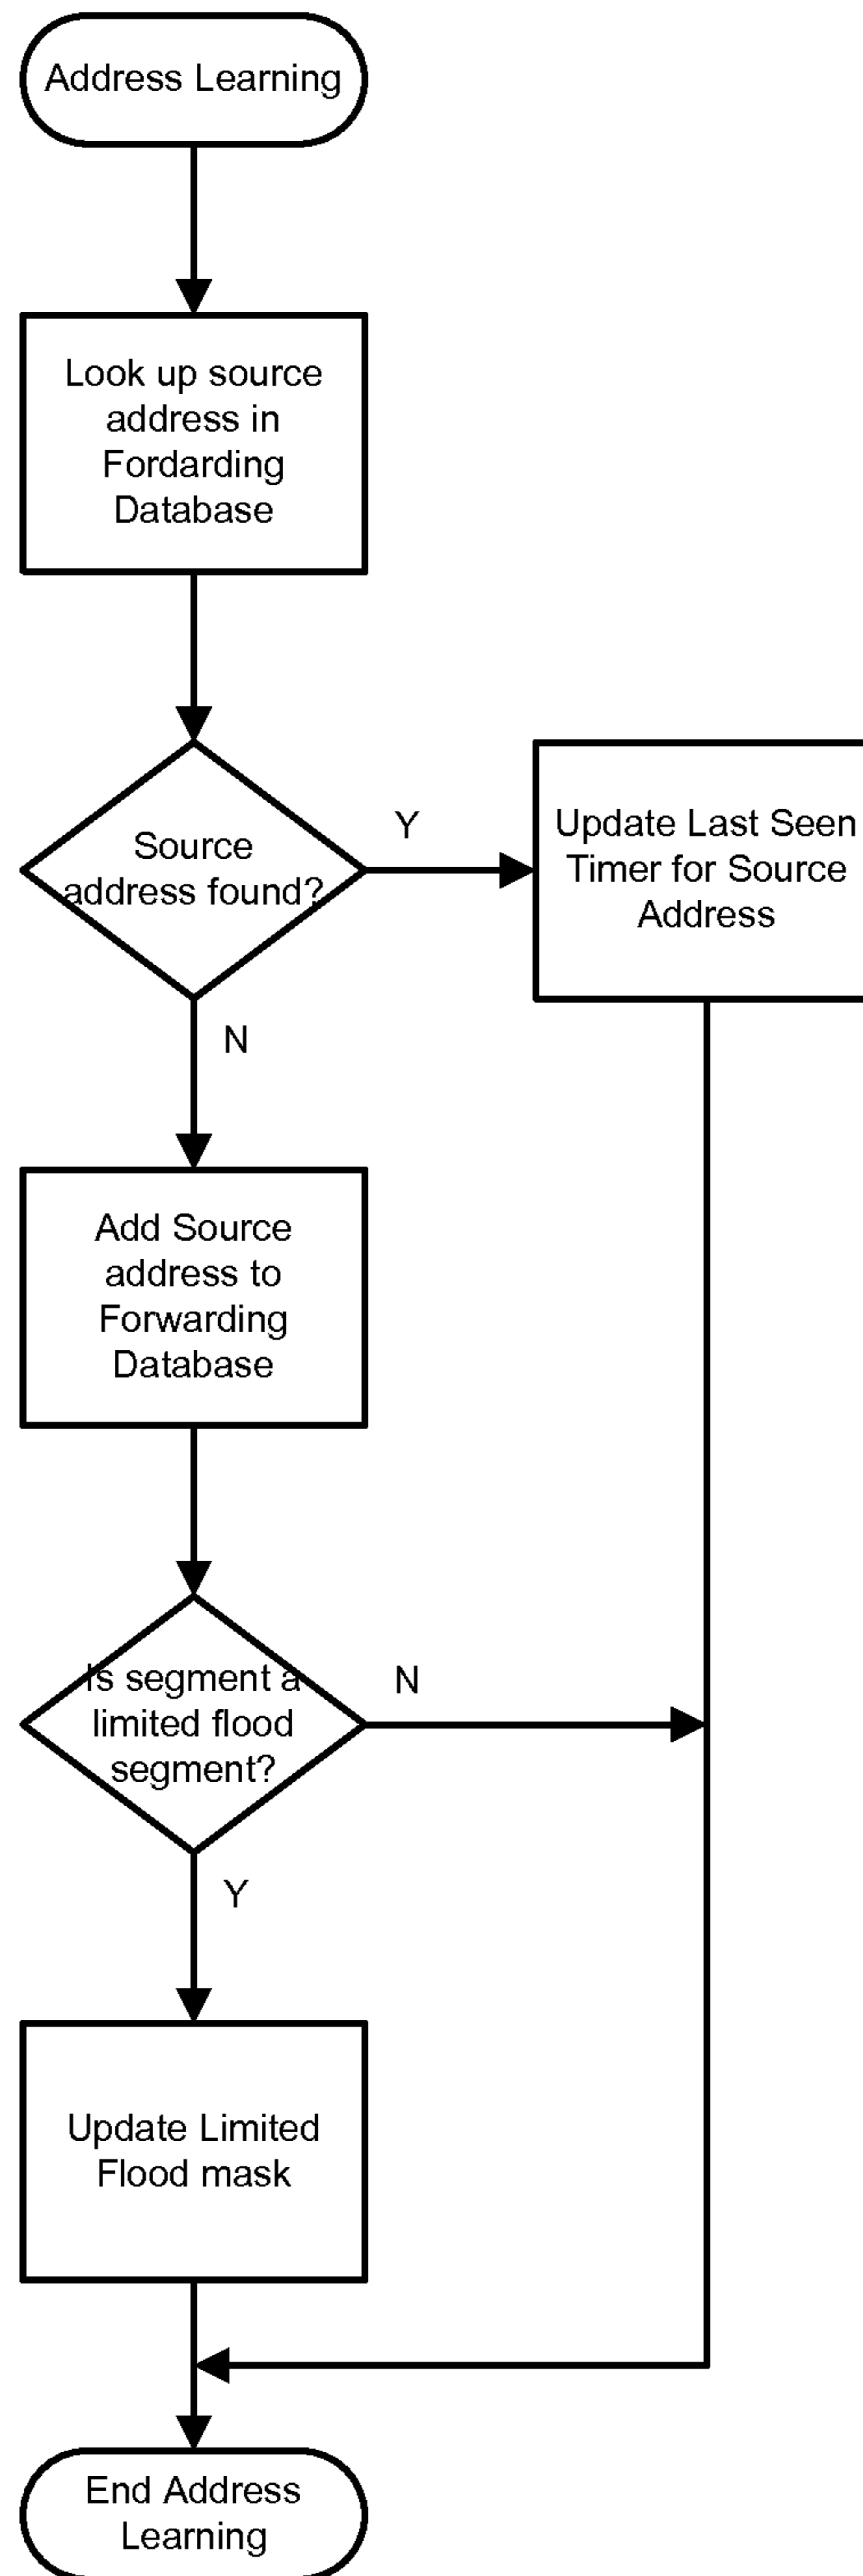 Address Learning
Look up source
address in
Fordarding
Database
Source
address found?
Y
Update Last Seen
Timer for Source
Address
N
Add Source
address to
Forwarding
Database
Is segment a
limited flood
segment?
N
Y
Update Limited
Flood mask
End Address
Learning